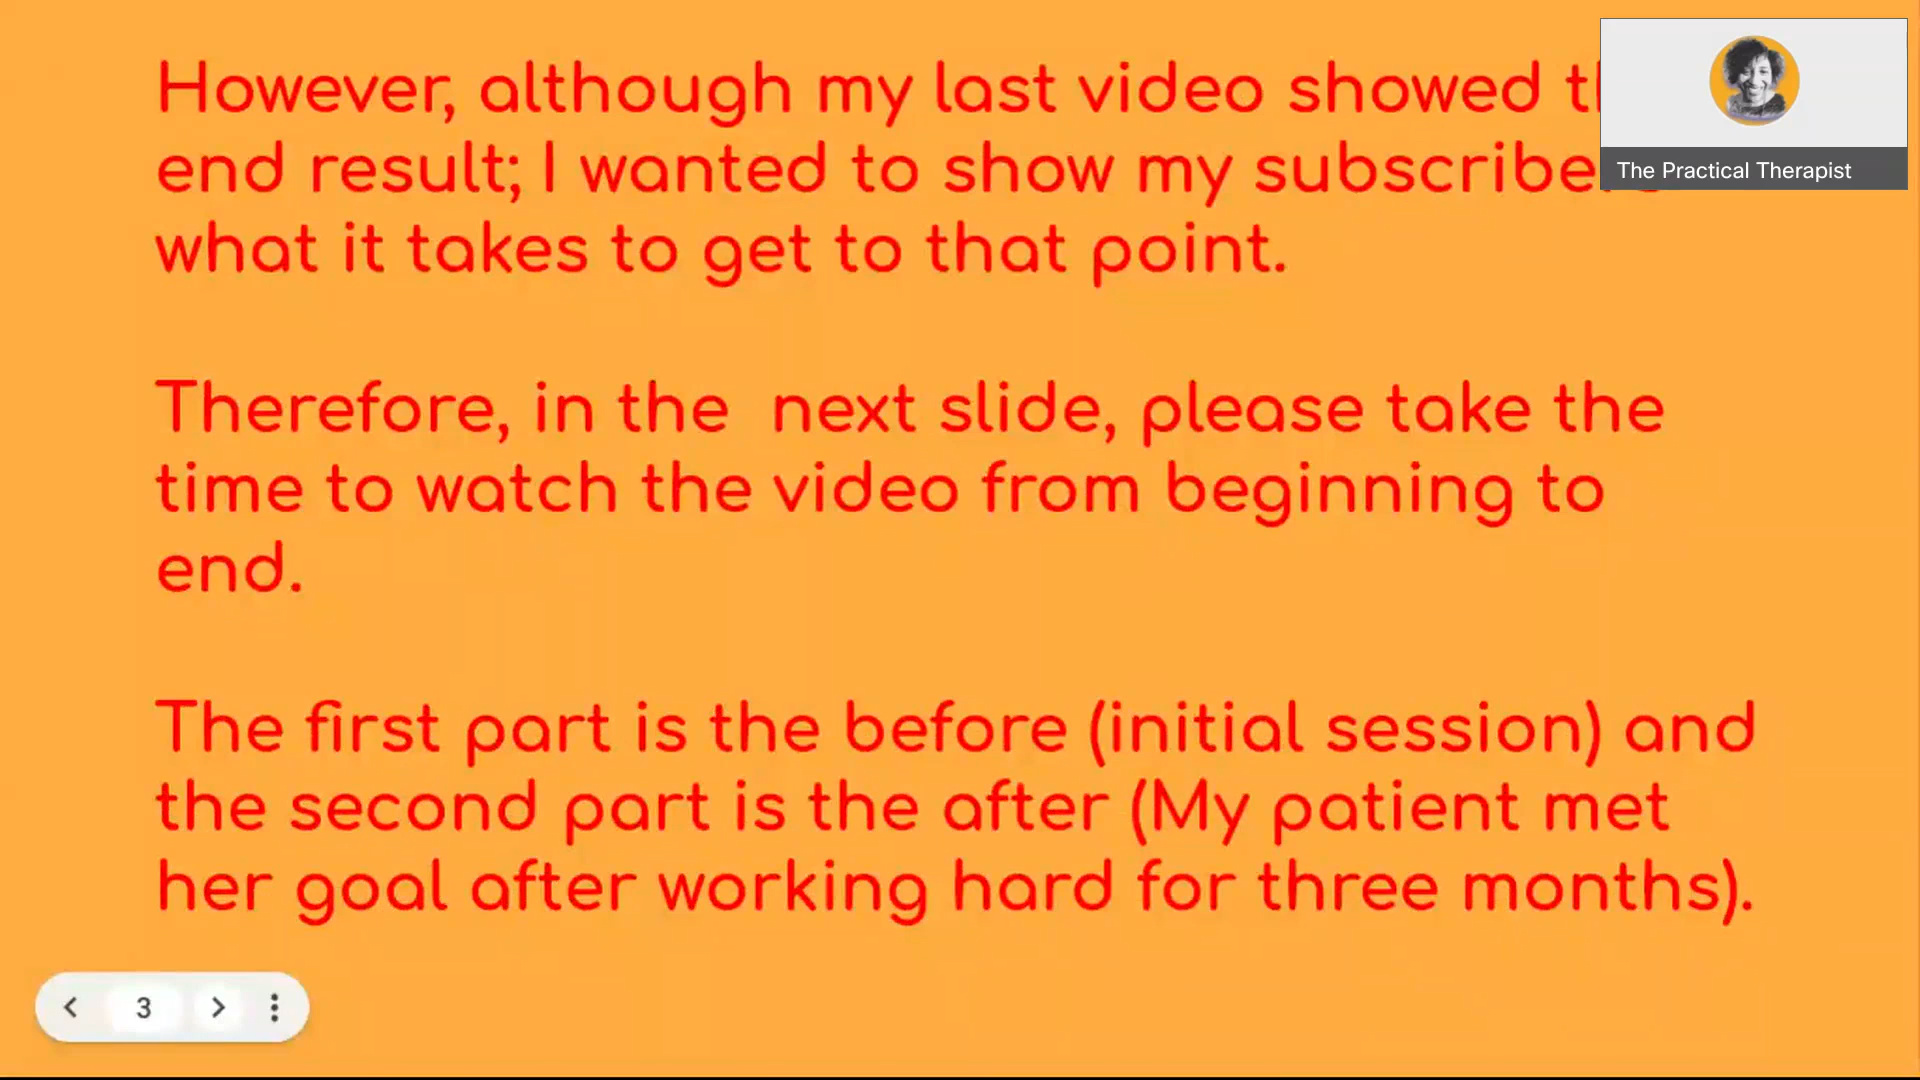 However, although my last video showed
end result; I wanted to show my
what it takes to get to that point.
Therefore, in the  next slide, please take the
time to watch the video from beginning to
end.
The first part is the before (initial session) and
the second part is the after (My patient met
her goal after working hard for three months).
The Practical Therapist
3